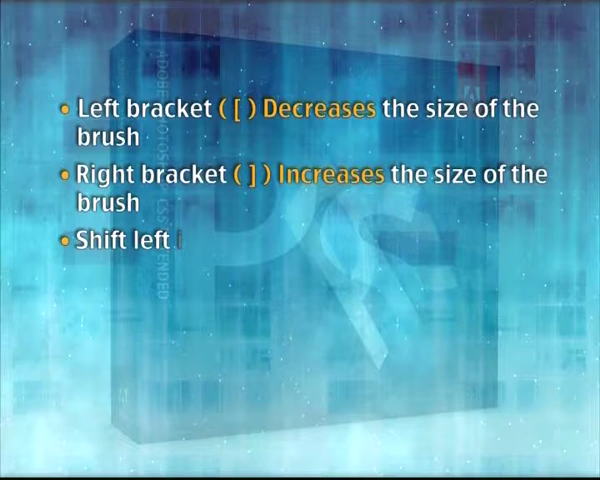 • Left bracket ( [ ) Decreases the size of the
brush
• Right bracket ( ] ) Increases the size of the
brush
• Shift left